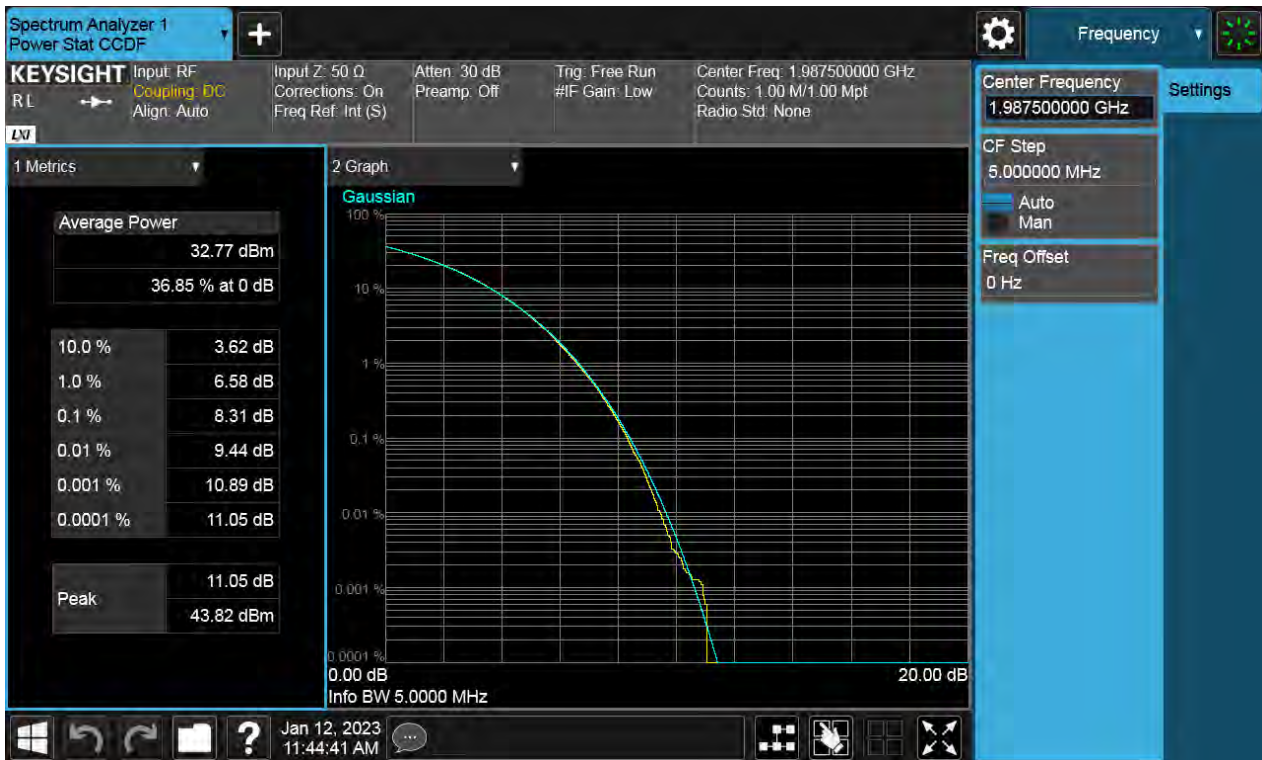 Spectrum Analyzer 1
Power Stat CCDF
+
Frequency
KEYSIGHT
RL
LXI
Input: RF
Coupling: DC
Align: Auto
Input Z: 50 Ω
Corrections: On
Freq Ref: Int (S)
Atten: 30 dB
Preamp: Off
Trig: Free Run
#IF Gain: Low
Center Freq: 1.987500000 GHz
Counts: 1.00 M/1.00 Mpt
Radio Std: None
Center Frequency
1.987500000 GHz
Settings
CF Step
5.000000 MHz
Auto
Man
Freq Offset
0 Hz
1 Metrics
Average Power
32.77 dBm
36.85 % at 0 dB
10.0 % 3.62 dB
1.0 % 6.58 dB
0.1 % 8.31 dB
0.01 % 9.44 dB
0.001 % 10.89 dB
0.0001 % 11.05 dB
Peak 11.05 dB
43.82 dBm
2 Graph
Gaussian
100 %
10 %
1 %
0.1 %
0.01 %
0.001 %
0.0001 %
0.00 dB 20.00 dB
Info BW 5.0000 MHz
?
Jan 12, 2023
11:44:41 AM